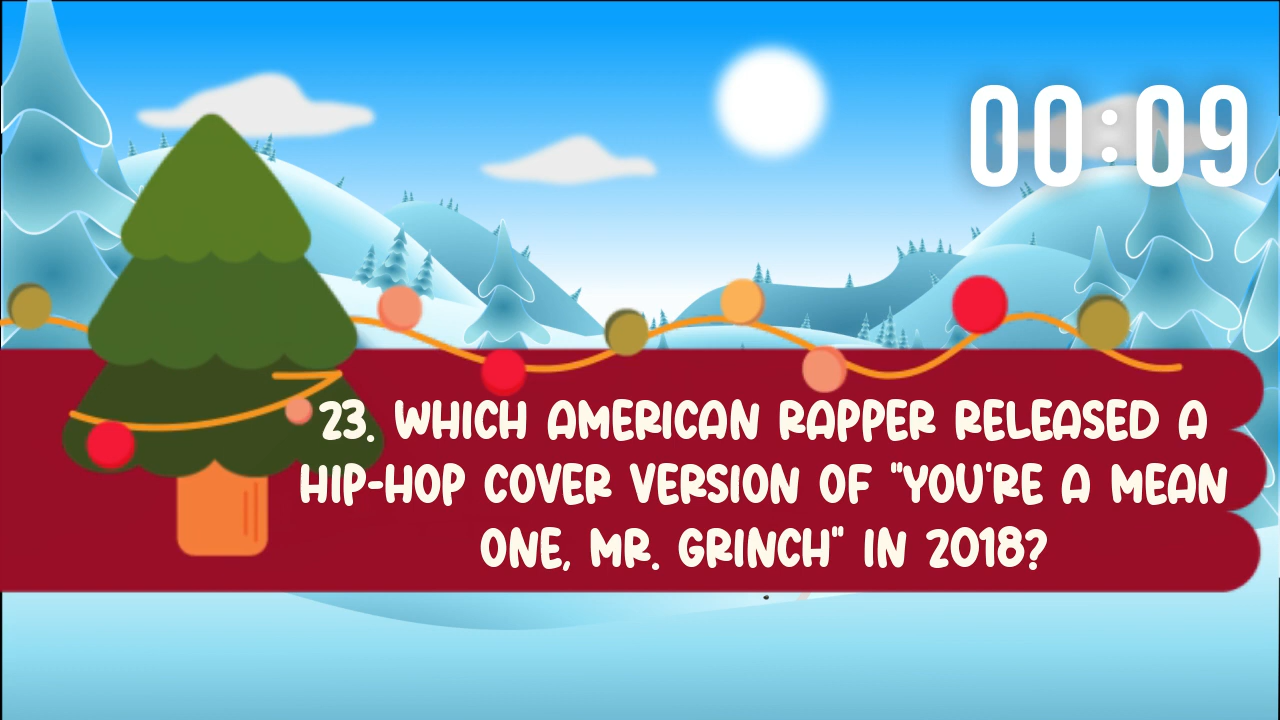 00:09
23. WHICH AMERICAN RAPPER RELEASED A
HIP-HOP COVER VERSION OF "YOU'RE A MEAN
ONE, MR. GRINCH" IN 2018?